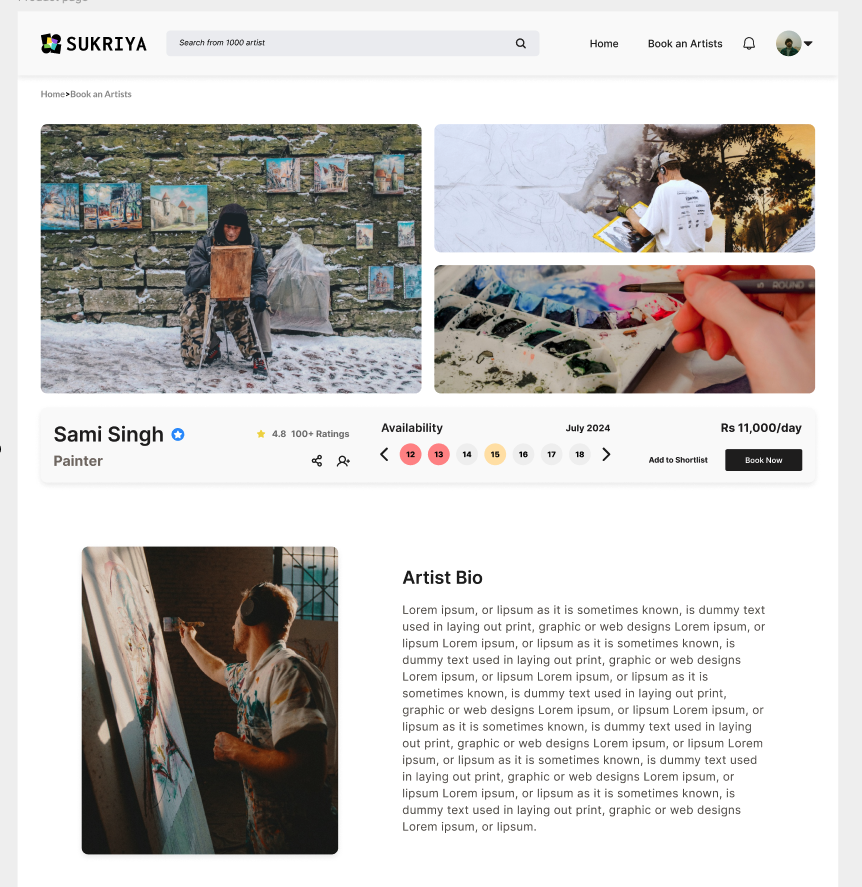 Product page
SUKRIYA
Search from 1000 artist
Home
Book an Artists
Home>Book an Artists
ROUND
Sami Singh
4.8 100+ Ratings
Painter
Availability
July 2024
12 13 14 15 16 17 18
Rs 11,000/day
Add to Shortlist
Book Now
Artist Bio
Lorem ipsum, or lipsum as it is sometimes known, is dummy text
used in laying out print, graphic or web designs Lorem ipsum, or
lipsum Lorem ipsum, or lipsum as it is sometimes known, is
dummy text used in laying out print, graphic or web designs
Lorem ipsum, or lipsum Lorem ipsum, or lipsum as it is
sometimes known, is dummy text used in laying out print,
graphic or web designs Lorem ipsum, or lipsum Lorem ipsum, or
lipsum as it is sometimes known, is dummy text used in laying
out print, graphic or web designs Lorem ipsum, or lipsum Lorem
ipsum, or lipsum as it is sometimes known, is dummy text used
in laying out print, graphic or web designs Lorem ipsum, or
lipsum Lorem ipsum, or lipsum as it is sometimes known, is
dummy text used in laying out print, graphic or web designs
Lorem ipsum, or lipsum.